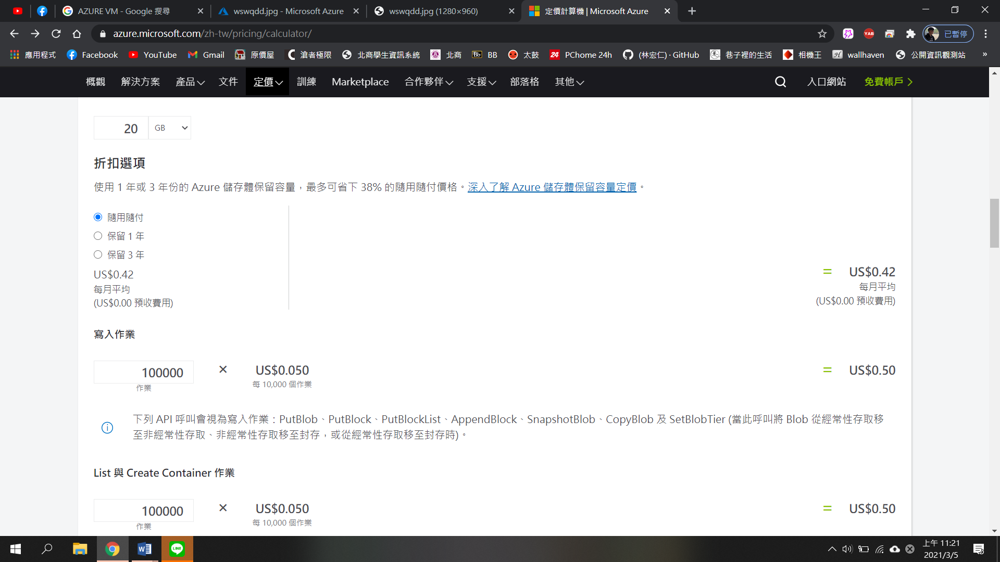 AZURE VM - Google 搜尋
wswqdd.jpg - Microsoft Azure
wswqdd.jpg (1280×960)
定價計算機 | Microsoft Azure
azure.microsoft.com/zh-tw/pricing/calculator/
YAB
已暫停
應用程式
Facebook
YouTube
Gmail
原價屋
滄者極限
北商學生資訊系統
北商
Bb
BB
太鼓
24
PChome 24h
(林宏仁) · GitHub
巷子裡的生活
相機王
H
wallhaven
公開資訊觀測站
»
概觀
解決方案
產品
文件
定價
訓練
Marketplace
合作夥伴
支援
部落格
其他
入口網站
免費帳戶
20
GB
折扣選項
使用 1 年或 3 年份的 Azure 儲存體保留容量，最多可省下 38% 的隨用隨付價格。深入了解 Azure 儲存體保留容量定價。
隨用隨付
保留 1 年
保留 3 年
US$0.42
每月平均
(US$0.00 預收費用)
= US$0.42
每月平均
(US$0.00 預收費用)
寫入作業
100000 × US$0.050 = US$0.50
作業 每 10,000 個作業
下列 API 呼叫會視為寫入作業：PutBlob、PutBlock、PutBlockList、AppendBlock、SnapshotBlob、CopyBlob 及 SetBlobTier (當此呼叫將 Blob 從經常性存取移
至非經常性存取、非經常性存取移至封存，或從經常性存取移至封存時)。
List 與 Create Container 作業
100000 × US$0.050 = US$0.50
作業 每 10,000 個作業
W
LINE
上午 11:21
2021/3/5